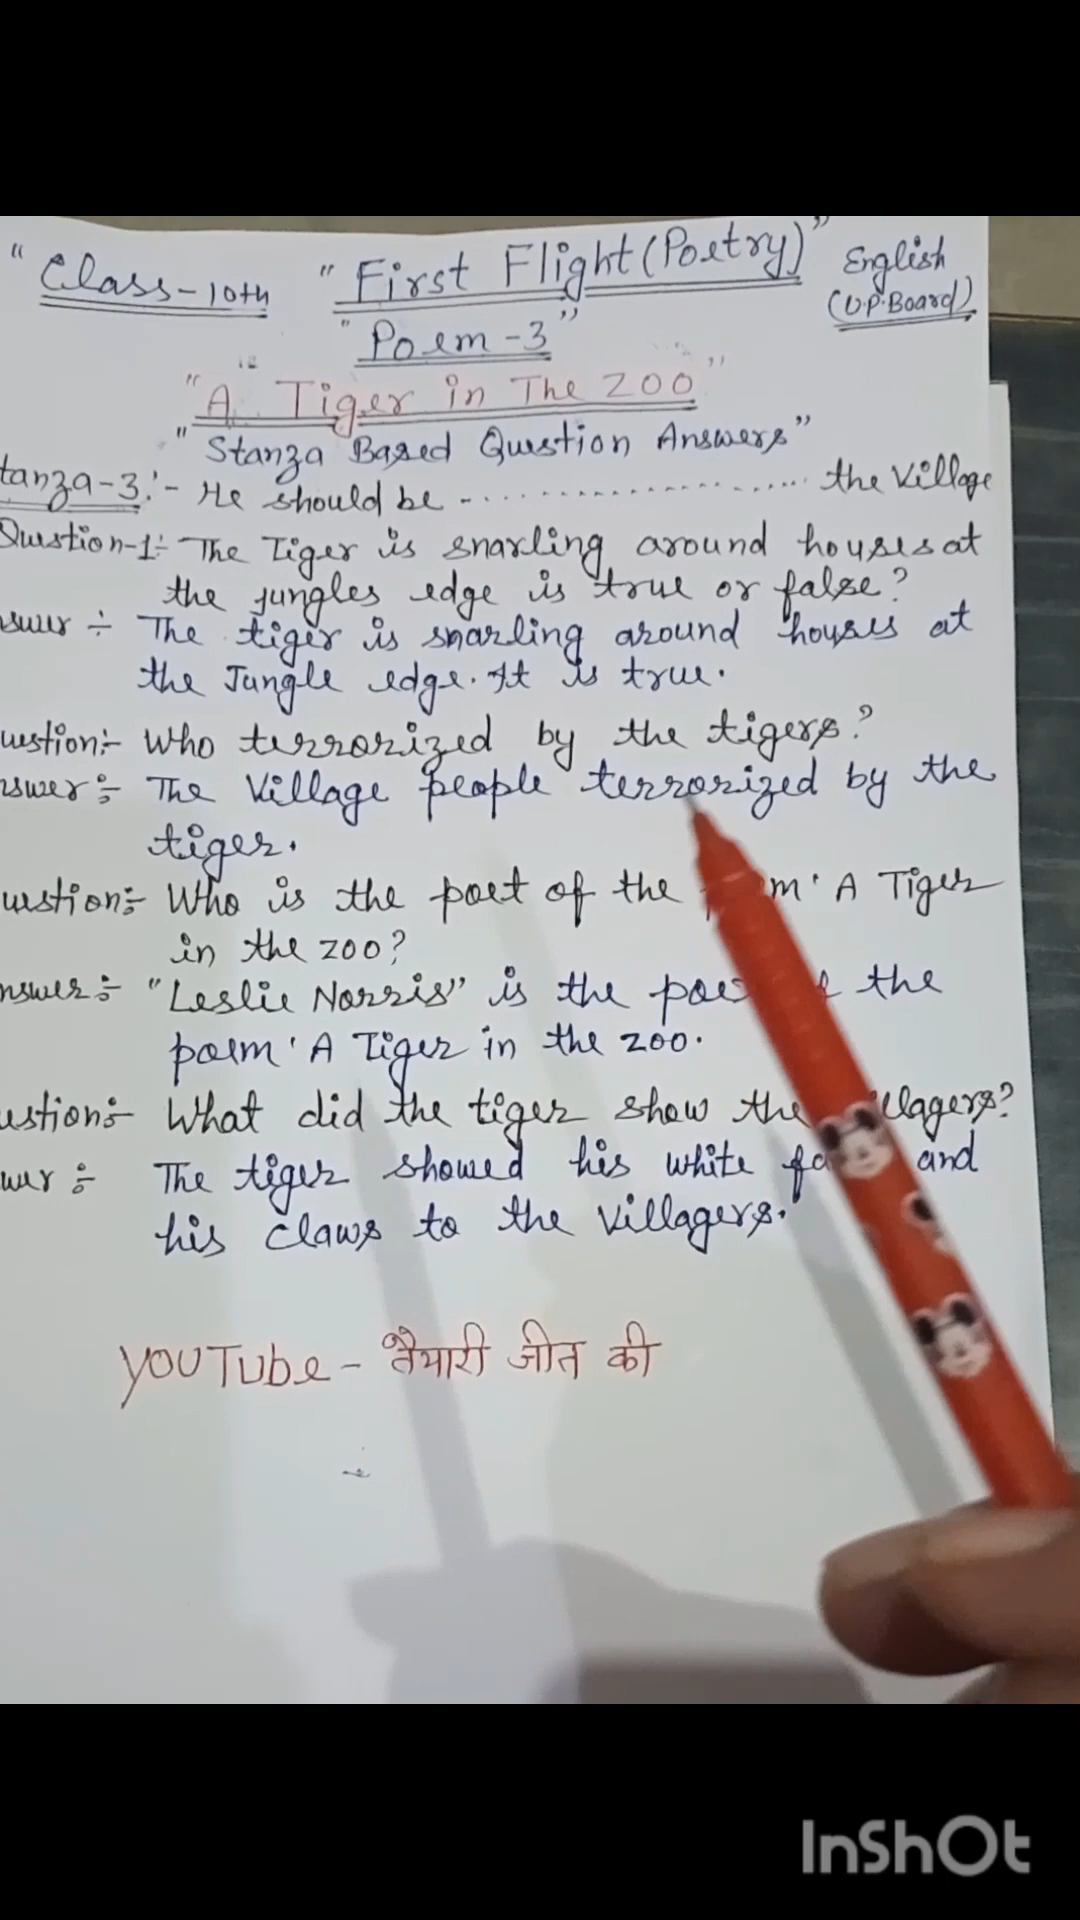 "Class-10th "First Flight (Poetry)" English
(U.P. Board)
"Poem-3"
"A Tiger in The ZOO"
"Stanza Based Question Answers"
tanza-3:- He should be -.................... the Village
Question-1:- The Tiger is snarling around houses at
the jungles edge is true or false?
swer :- The tiger is snarling around houses at
the Jungle edge. It is true.
uestion:- Who terrorized by the tigers?
nswer:- The Village people terrorized by the
tiger.
uestion:- Who is the poet of the m 'A Tiger
in the zoo?
nswer:- "Leslie Norris" is the poe the
poem 'A Tiger in the zoo.
estion:- What did the tiger show the llagers?
wer :- The tiger showed his white fa and
his claws to the villagers.
YOUTube - तैयारी जीत की
InShOt